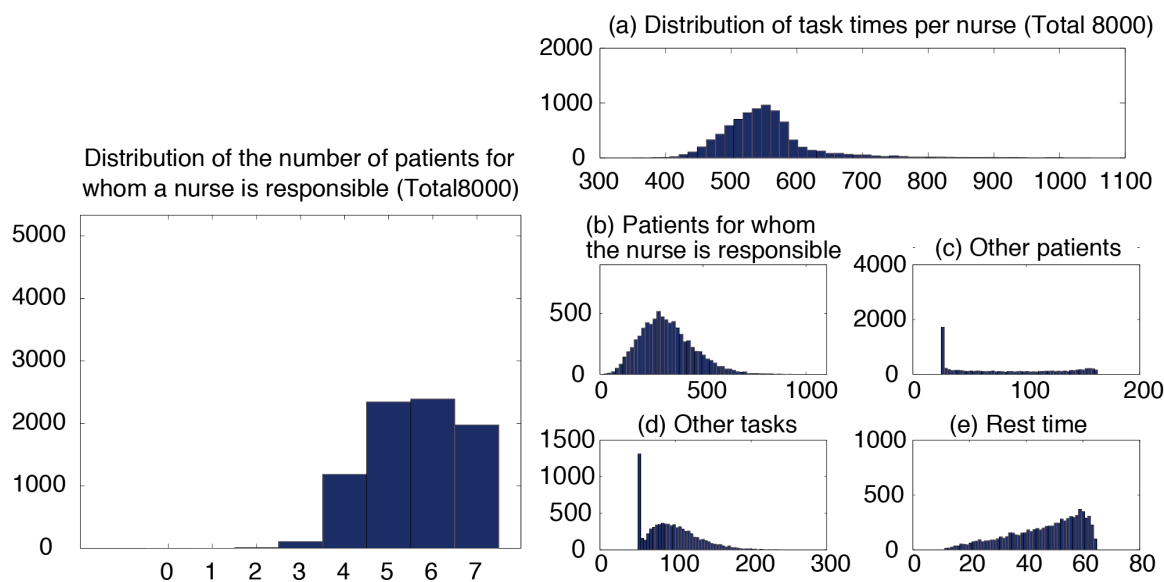 (a) Distribution of task times per nurse (Total 8000)
2000
1000
0
300 400 500 600 700 800 900 1000 1100
Distribution of the number of patients for
whom a nurse is responsible (Total8000)
5000
4000
3000
2000
1000
0
0 1 2 3 4 5 6 7
(b) Patients for whom
the nurse is responsible
500
0
0 500 1000
(c) Other patients
4000
2000
0
0 100 200
(d) Other tasks
1500
1000
500
0
0 100 200 300
(e) Rest time
1000
500
0
0 20 40 60 80